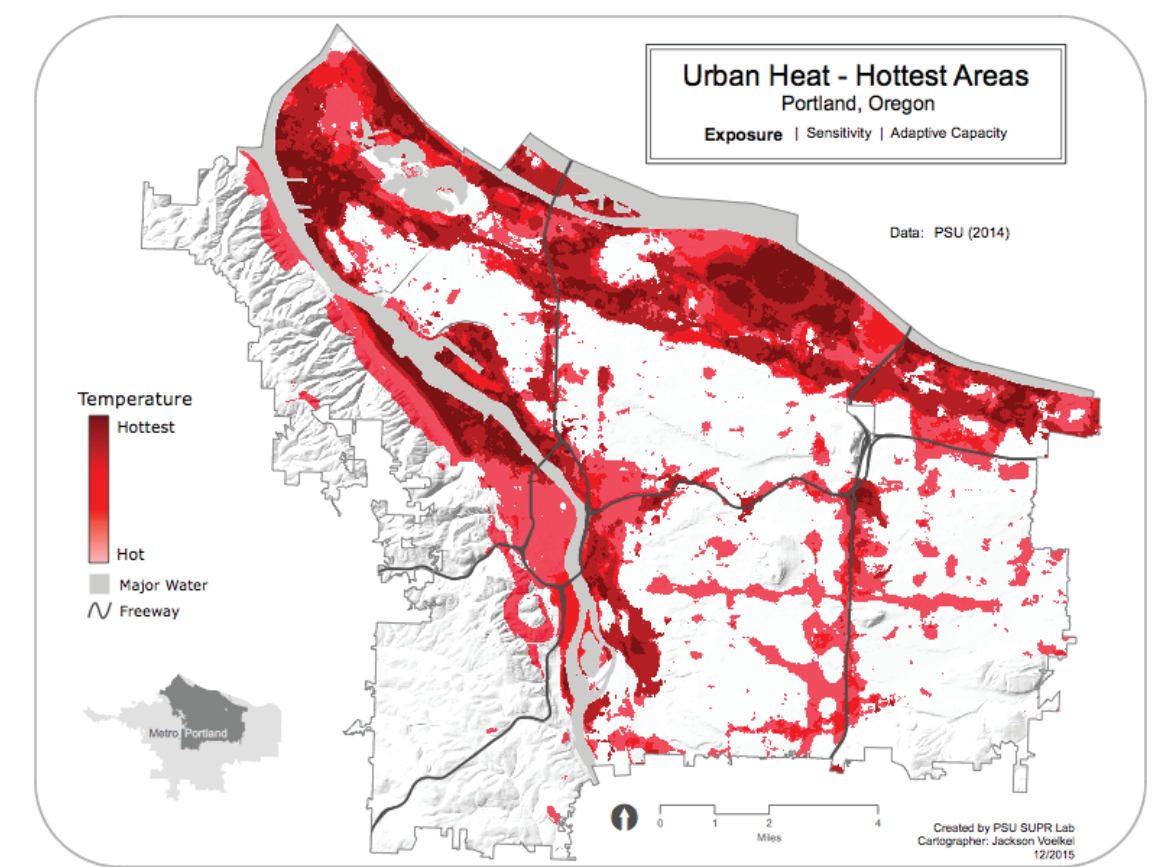 Urban Heat - Hottest Areas
Portland, Oregon
Exposure | Sensitivity | Adaptive Capacity
Data: PSU (2014)
Temperature
Hottest
Hot
Major Water
Freeway
Metro Portland
0 1 2 4
Miles
Created by PSU SUPR Lab
Cartographer: Jackson Voelkel
12/2015